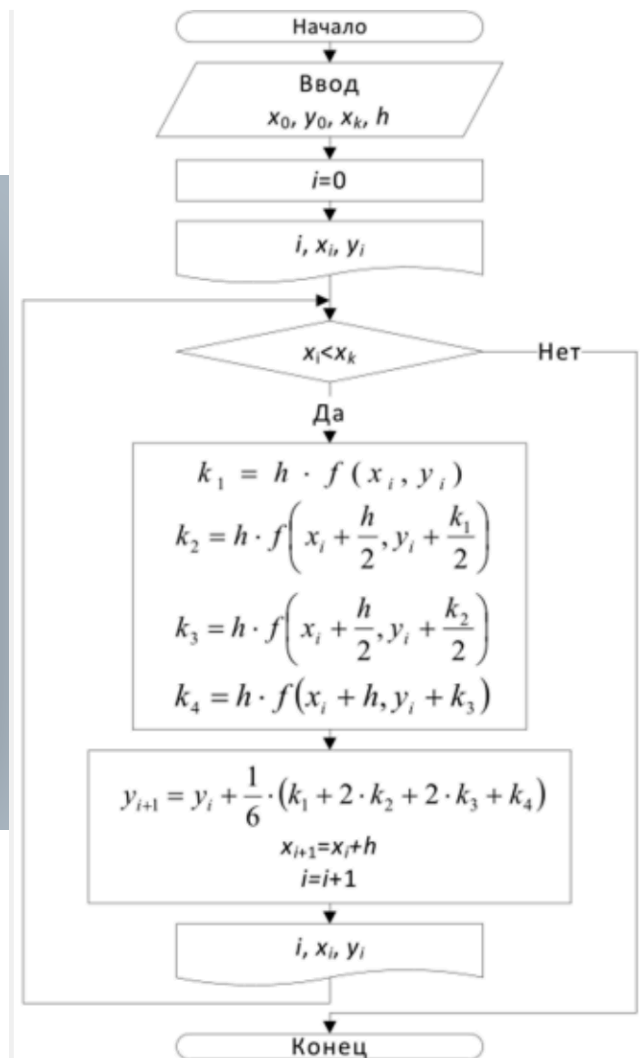 Начало
Ввод
x₀, y₀, xₖ, h
i=0
i, xᵢ, yᵢ
xᵢ<xₖ
Нет
Да
k₁ = h · f(xᵢ, yᵢ)
k₂ = h · f(xᵢ + h/2, yᵢ + k₁/2)
k₃ = h · f(xᵢ + h/2, yᵢ + k₂/2)
k₄ = h · f(xᵢ + h, yᵢ + k₃)
yᵢ₊₁ = yᵢ + 1/6 · (k₁ + 2 · k₂ + 2 · k₃ + k₄)
xᵢ₊₁=xᵢ+h
i=i+1
i, xᵢ, yᵢ
Конец